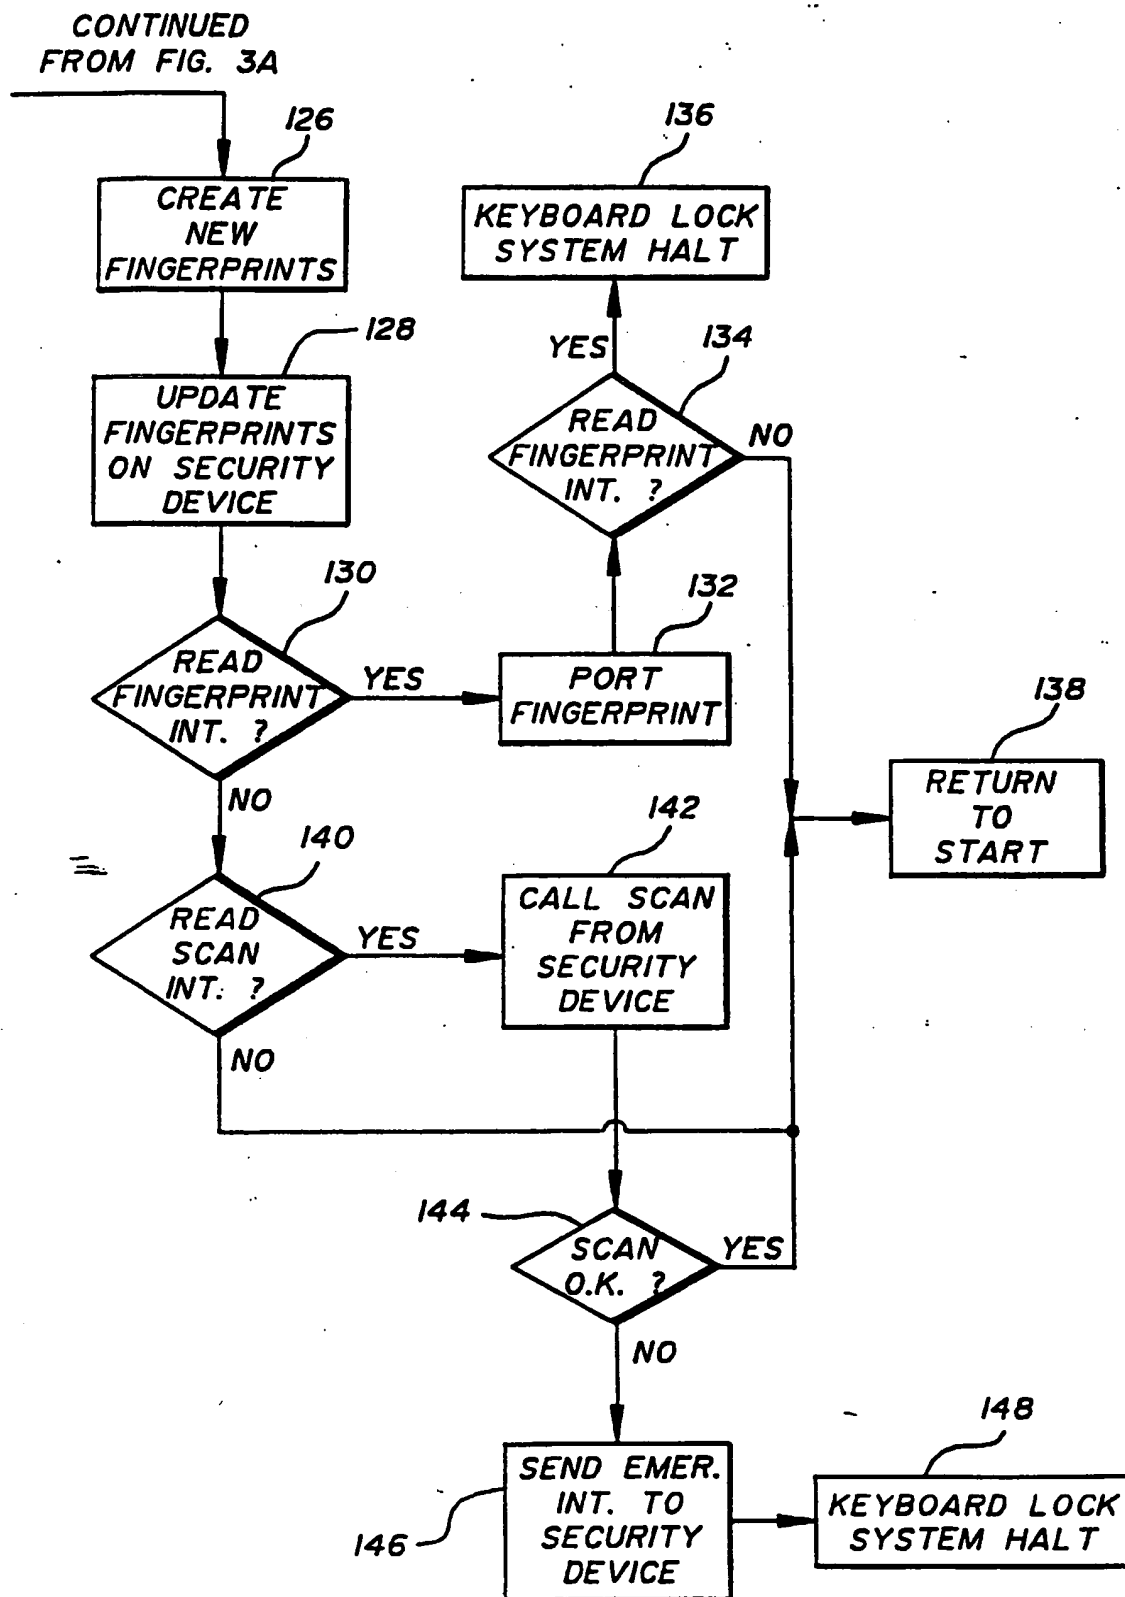 CONTINUED
FROM FIG. 3A
126
CREATE
NEW
FINGERPRINTS
128
UPDATE
FINGERPRINTS
ON SECURITY
DEVICE
130
READ
FINGERPRINT
INT. ?
YES
NO
132
PORT
FINGERPRINT
134
READ
FINGERPRINT
INT. ?
YES
NO
136
KEYBOARD LOCK
SYSTEM HALT
138
RETURN
TO
START
140
READ
SCAN
INT. ?
YES
NO
142
CALL SCAN
FROM
SECURITY
DEVICE
144
SCAN
O.K. ?
YES
NO
146
SEND EMER.
INT. TO
SECURITY
DEVICE
148
KEYBOARD LOCK
SYSTEM HALT